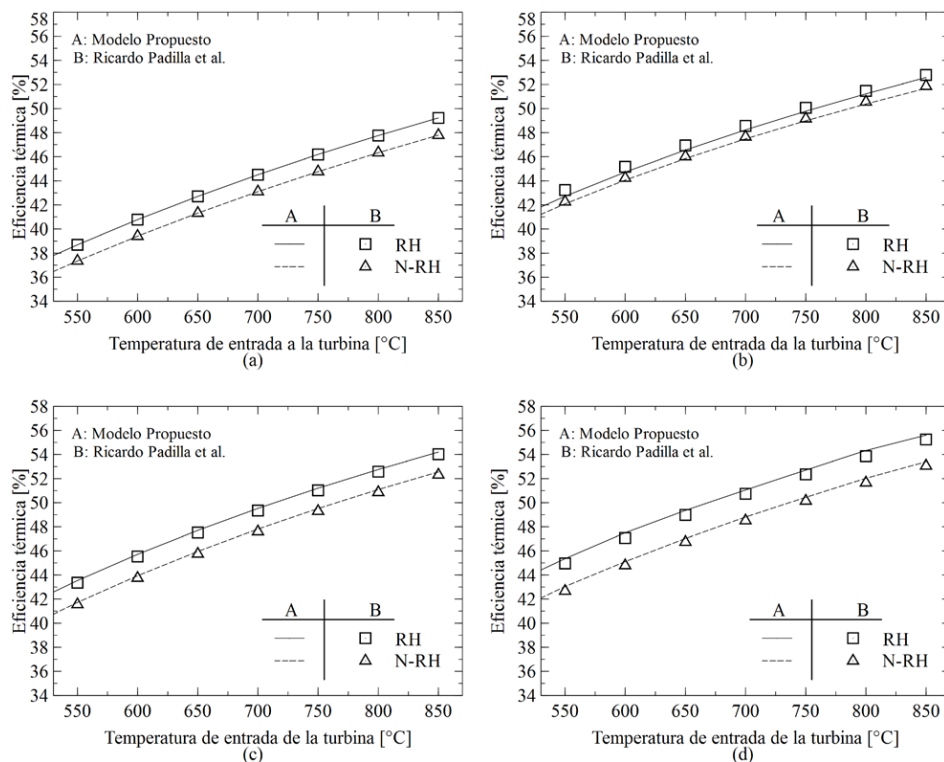 58
56
54
52
50
48
46
44
42
40
38
36
34
Eficiencia térmica [%]
A: Modelo Propuesto
B: Ricardo Padilla et al.
A B
RH
N-RH
550 600 650 700 750 800 850
Temperatura de entrada a la turbina [°C]
(a)
58
56
54
52
50
48
46
44
42
40
38
36
34
Eficiencia térmica [%]
A: Modelo Propuesto
B: Ricardo Padilla et al.
A B
RH
N-RH
550 600 650 700 750 800 850
Temperatura de entrada da la turbina [°C]
(b)
58
56
54
52
50
48
46
44
42
40
38
36
34
Eficiencia térmica [%]
A: Modelo Propuesto
B: Ricardo Padilla et al.
A B
RH
N-RH
550 600 650 700 750 800 850
Temperatura de entrada de la turbina [°C]
(c)
58
56
54
52
50
48
46
44
42
40
38
36
34
Eficiencia térmica [%]
A: Modelo Propuesto
B: Ricardo Padilla et al.
A B
RH
N-RH
550 600 650 700 750 800 850
Temperatura de entrada de la turbina [°C]
(d)